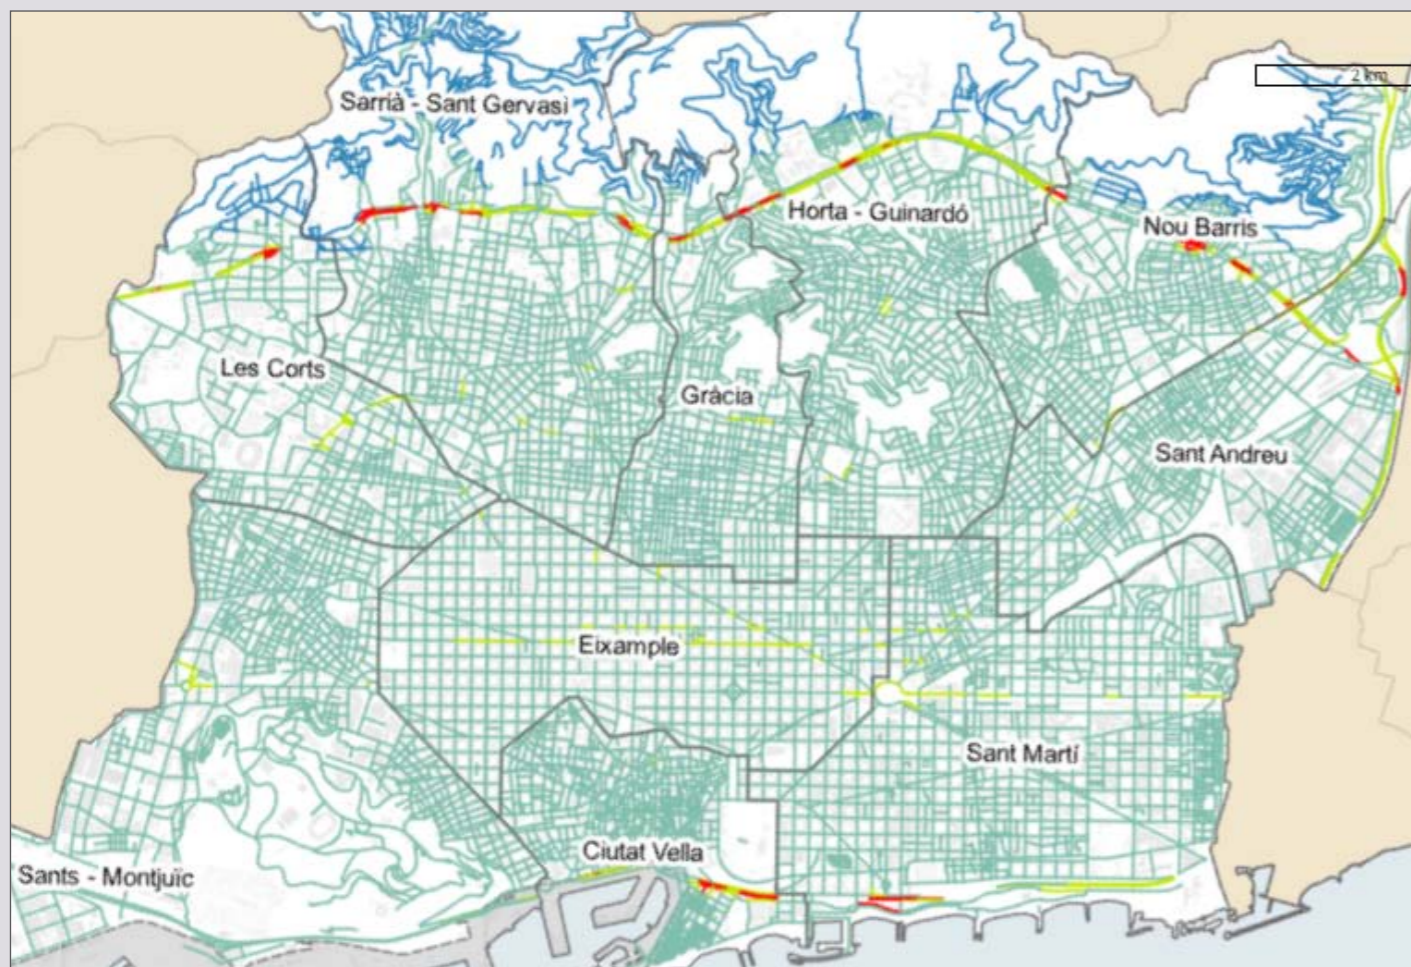 2 km
Sarrià - Sant Gervasi
Horta - Guinardó
Nou Barris
Les Corts
Gràcia
Sant Andreu
Eixample
Sant Martí
Ciutat Vella
Sants - Montjuïc